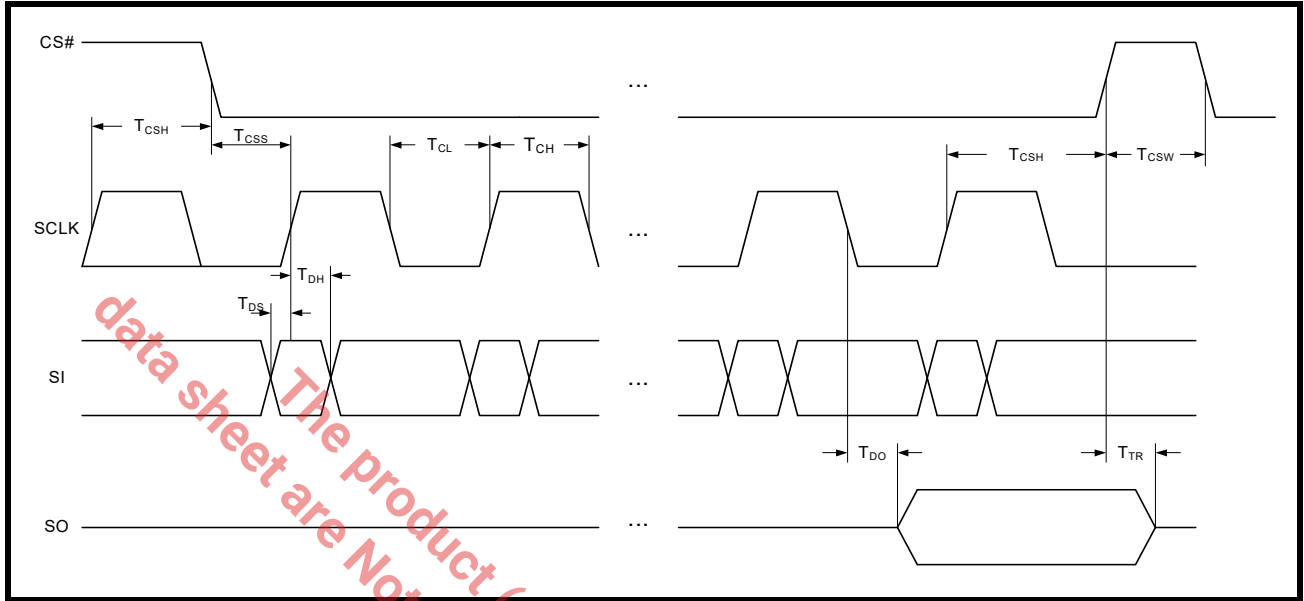 CS#
...
T_CSH
T_CSS
T_CL
T_CH
T_CSH
T_CSW
SCLK
...
T_DH
T_DS
SI
...
T_DO
T_TR
SO
...
The product (
data sheet are Not